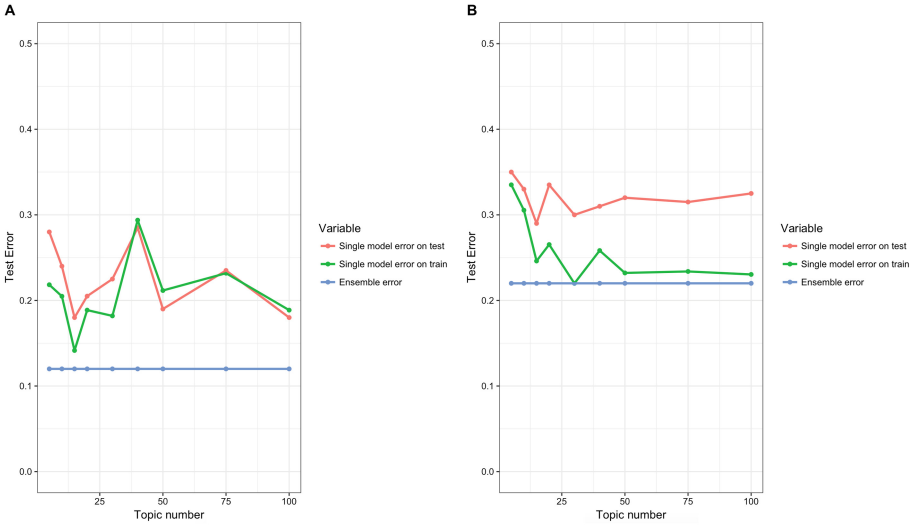 A
0.5
0.4
0.3
0.2
0.1
0.0
Test Error
25
50
75
100
Topic number
Variable
Single model error on test
Single model error on train
Ensemble error
B
0.5
0.4
0.3
0.2
0.1
0.0
Test Error
25
50
75
100
Topic number
Variable
Single model error on test
Single model error on train
Ensemble error